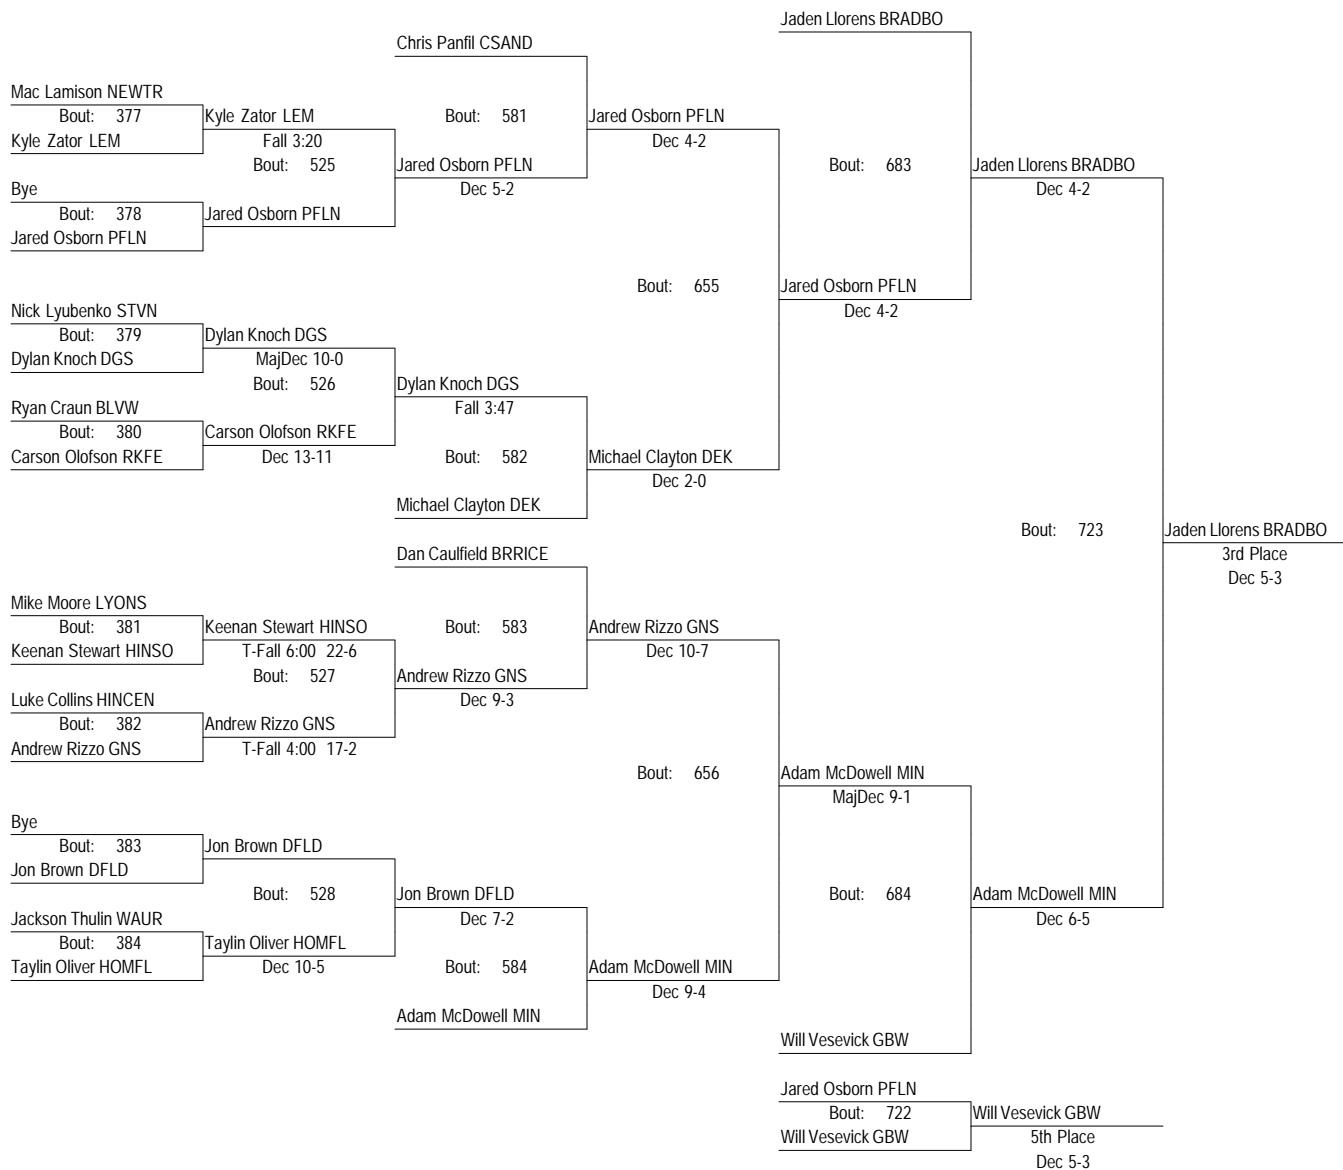 Jaden Llorens BRADBO
Chris Panfil CSAND
Mac Lamison NEWTR
Bout: 377
Kyle Zator LEM
Kyle Zator LEM
Fall 3:20
Bout: 525
Bye
Bout: 378
Jared Osborn PFLN
Jared Osborn PFLN
Bout: 581
Jared Osborn PFLN
Dec 5-2
Jared Osborn PFLN
Dec 4-2
Bout: 683
Jaden Llorens BRADBO
Dec 4-2
Bout: 655
Jared Osborn PFLN
Dec 4-2
Nick Lyubenko STVN
Bout: 379
Dylan Knoch DGS
Dylan Knoch DGS
MajDec 10-0
Bout: 526
Ryan Craun BLVW
Bout: 380
Carson Olofson RKFE
Carson Olofson RKFE
Dec 13-11
Dylan Knoch DGS
Fall 3:47
Bout: 582
Michael Clayton DEK
Michael Clayton DEK
Dec 2-0
Bout: 723
Jaden Llorens BRADBO
3rd Place
Dec 5-3
Dan Caulfield BRRICE
Mike Moore LYONS
Bout: 381
Keenan Stewart HINSO
Keenan Stewart HINSO
T-Fall 6:00 22-6
Bout: 527
Luke Collins HINCEN
Bout: 382
Andrew Rizzo GNS
Andrew Rizzo GNS
T-Fall 4:00 17-2
Bout: 583
Andrew Rizzo GNS
Dec 9-3
Andrew Rizzo GNS
Dec 10-7
Bout: 656
Adam McDowell MIN
MajDec 9-1
Bye
Bout: 383
Jon Brown DFLD
Jon Brown DFLD
Bout: 528
Jackson Thulin WAUR
Bout: 384
Taylin Oliver HOMFL
Taylin Oliver HOMFL
Dec 10-5
Jon Brown DFLD
Dec 7-2
Bout: 584
Adam McDowell MIN
Adam McDowell MIN
Dec 9-4
Bout: 684
Adam McDowell MIN
Dec 6-5
Will Vesevick GBW
Jared Osborn PFLN
Bout: 722
Will Vesevick GBW
Will Vesevick GBW
5th Place
Dec 5-3